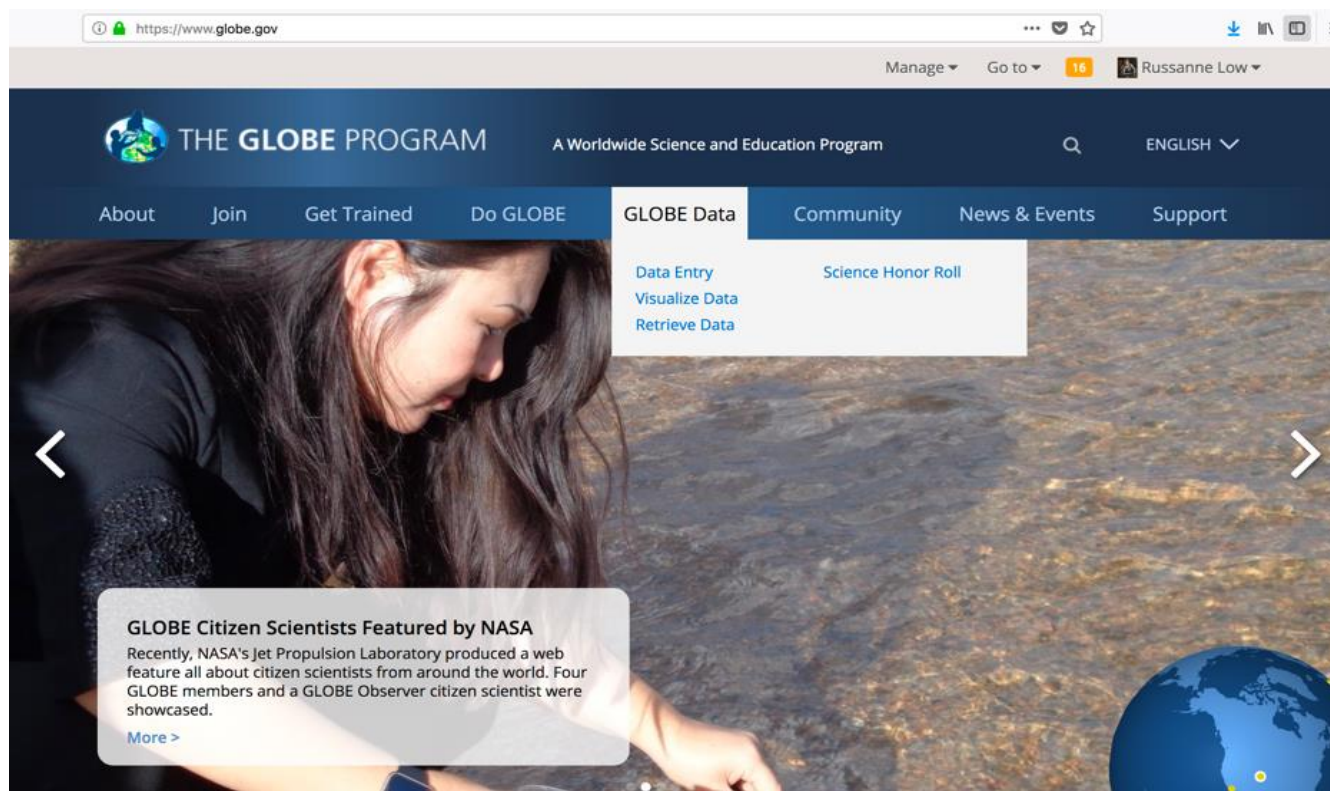 https://www.globe.gov
Manage Go to 16 Russanne Low
THE GLOBE PROGRAM A Worldwide Science and Education Program ENGLISH
About Join Get Trained Do GLOBE GLOBE Data Community News & Events Support
Data Entry Science Honor Roll
Visualize Data
Retrieve Data
GLOBE Citizen Scientists Featured by NASA
Recently, NASA's Jet Propulsion Laboratory produced a web
feature all about citizen scientists from around the world. Four
GLOBE members and a GLOBE Observer citizen scientist were
showcased.
More >